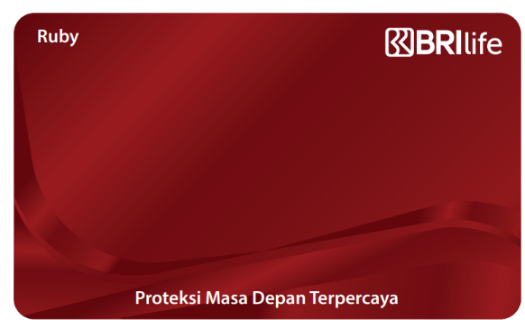 Ruby
BRIlife
Proteksi Masa Depan Terpercaya